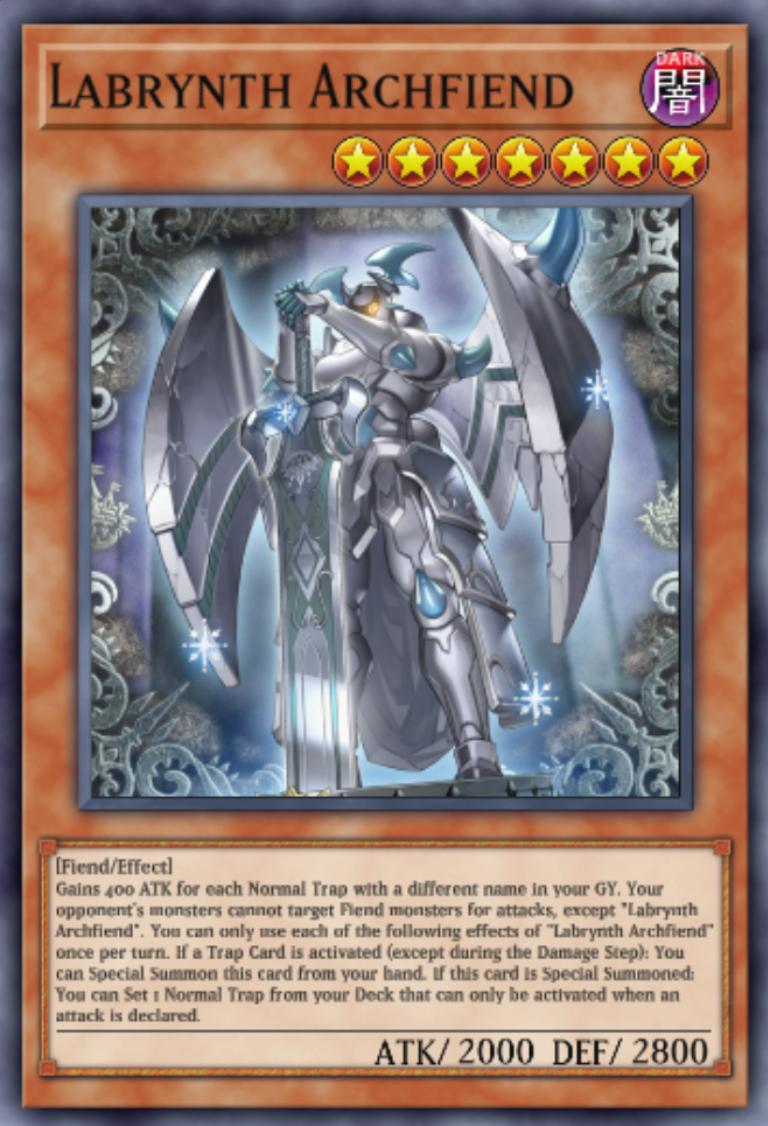 LABRYNTH ARCHFIEND
DARK
闇
[Fiend/Effect]
Gains 400 ATK for each Normal Trap with a different name in your GY. Your
opponent's monsters cannot target Fiend monsters for attacks, except "Labrynth
Archfiend". You can only use each of the following effects of "Labrynth Archfiend"
once per turn. If a Trap Card is activated (except during the Damage Step): You
can Special Summon this card from your hand. If this card is Special Summoned:
You can Set 1 Normal Trap from your Deck that can only be activated when an
attack is declared.
ATK/ 2000 DEF/ 2800